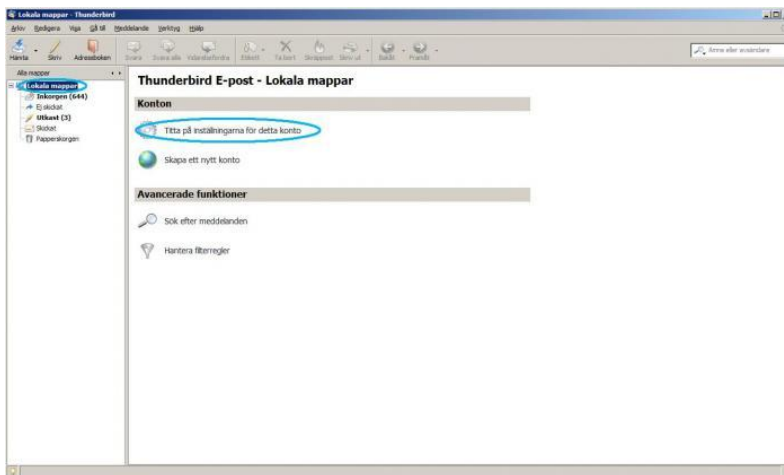 Lokala mappar - Thunderbird
Arkiv Redigera Visa Gå till Meddelande Verktyg Hjälp
Hämta Skriv Adressboken Svara Svara alla Vidarebefordra Etikett Ta bort Skräppost Skriv ut Bakåt Framåt
Ämne eller avsändare
Alla mappar
Lokala mappar
Inkorgen (644)
Ej skickat
Utkast (3)
Skickat
Papperskorgen
Thunderbird E-post - Lokala mappar
Konton
Titta på inställningarna för detta konto
Skapa ett nytt konto
Avancerade funktioner
Sök efter meddelanden
Hantera filterregler